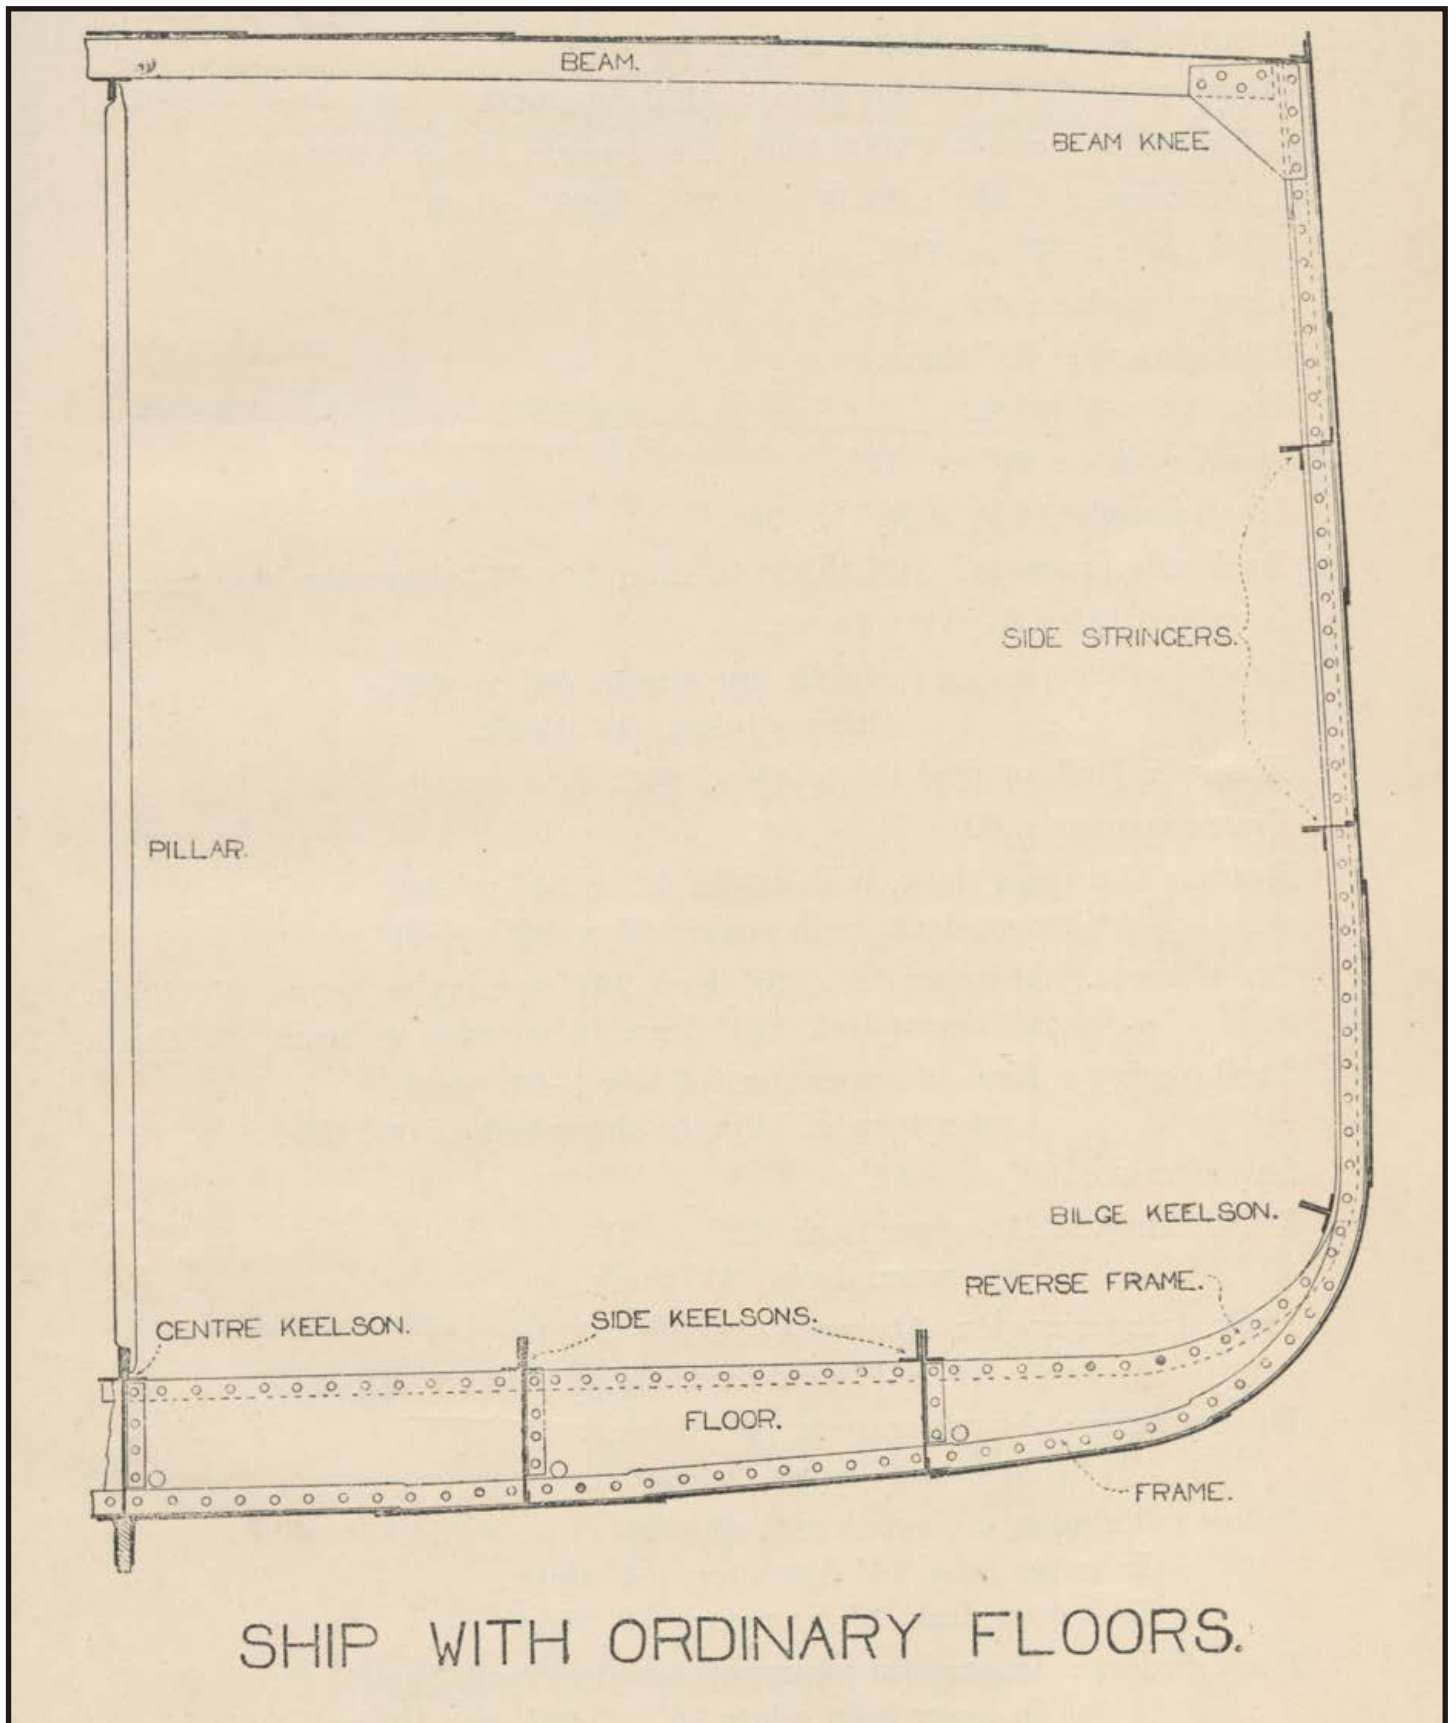 BEAM.
BEAM KNEE
SIDE STRINGERS.
PILLAR.
BILGE KEELSON.
REVERSE FRAME.
CENTRE KEELSON.
SIDE KEELSONS.
FLOOR.
FRAME.
SHIP WITH ORDINARY FLOORS.